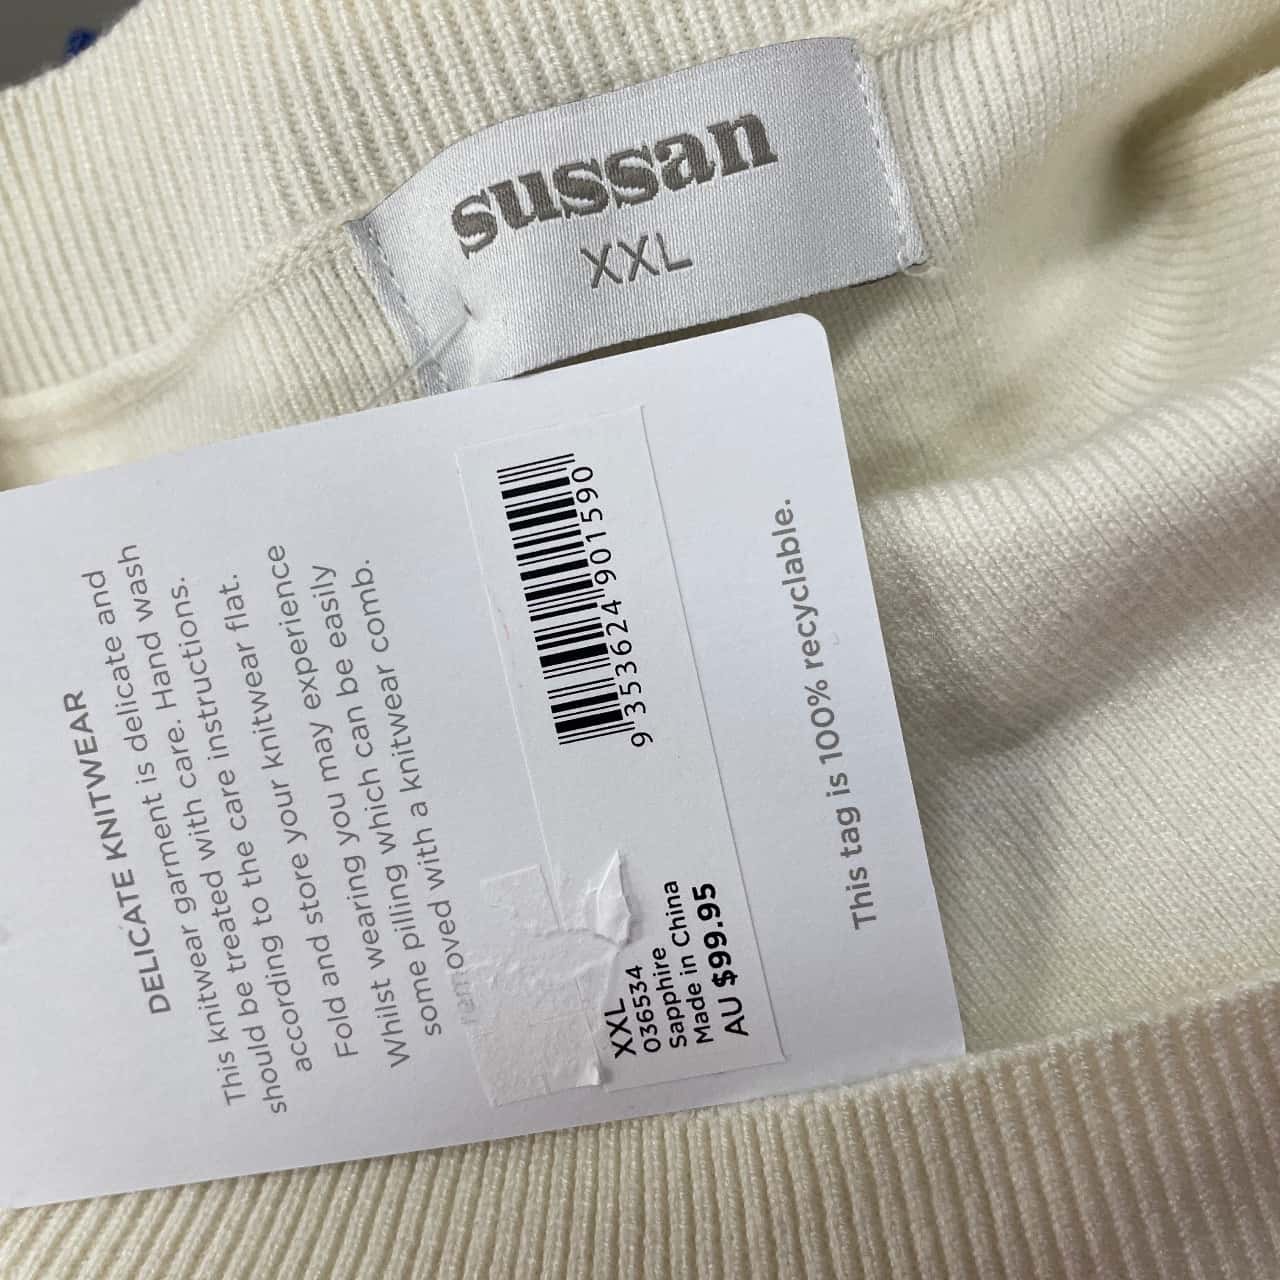 sussan
XXL
DELICATE KNITWEAR
This knitwear garment is delicate and
should be treated with care. Hand wash
according to the care instructions.
Fold and store your knitwear flat.
Whilst wearing you may experience
some pilling which can be easily
removed with a knitwear comb.
9 353624 901590
XXL
036534
Sapphire
Made in China
AU $99.95
This tag is 100% recyclable.